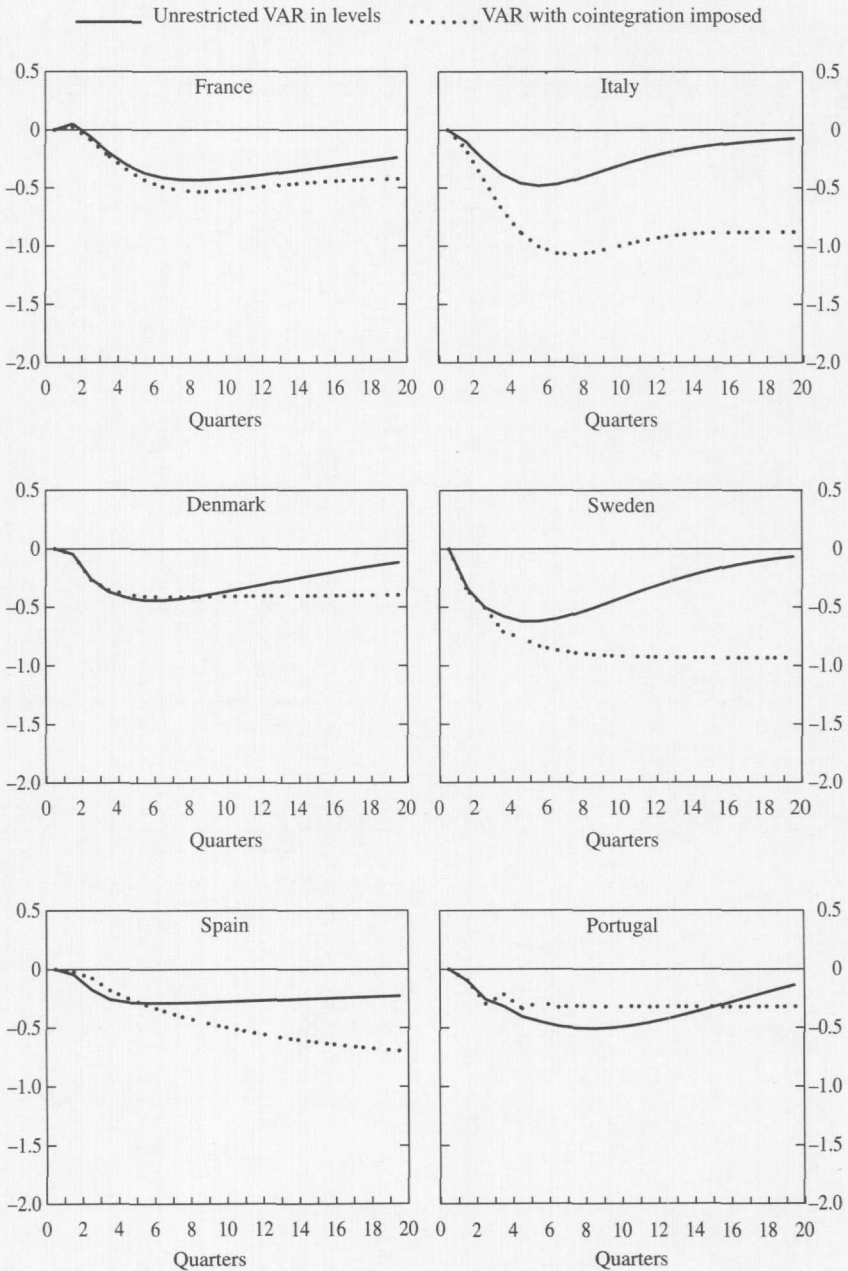 Unrestricted VAR in levels VAR with cointegration imposed
France
Italy
0.5
0
–0.5
–1.0
–1.5
–2.0
0.5
0
–0.5
–1.0
–1.5
–2.0
0 2 4 6 8 10 12 14 16 18 20
0 2 4 6 8 10 12 14 16 18 20
Quarters
Quarters
Denmark
Sweden
0.5
0
–0.5
–1.0
–1.5
–2.0
0.5
0
–0.5
–1.0
–1.5
–2.0
0 2 4 6 8 10 12 14 16 18 20
0 2 4 6 8 10 12 14 16 18 20
Quarters
Quarters
Spain
Portugal
0.5
0
–0.5
–1.0
–1.5
–2.0
0.5
0
–0.5
–1.0
–1.5
–2.0
0 2 4 6 8 10 12 14 16 18 20
0 2 4 6 8 10 12 14 16 18 20
Quarters
Quarters